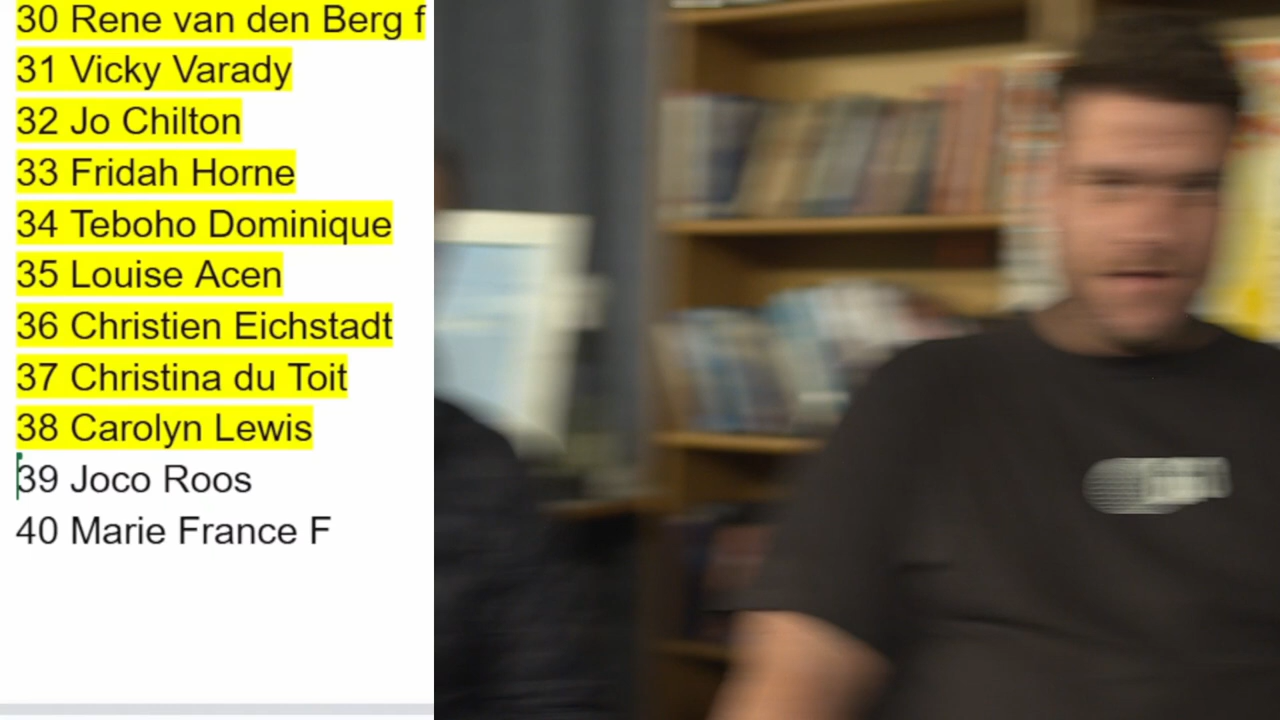 30 Rene van den Berg f
31 Vicky Varady
32 Jo Chilton
33 Fridah Horne
34 Teboho Dominique
35 Louise Acen
36 Christien Eichstadt
37 Christina du Toit
38 Carolyn Lewis
39 Joco Roos
40 Marie France F